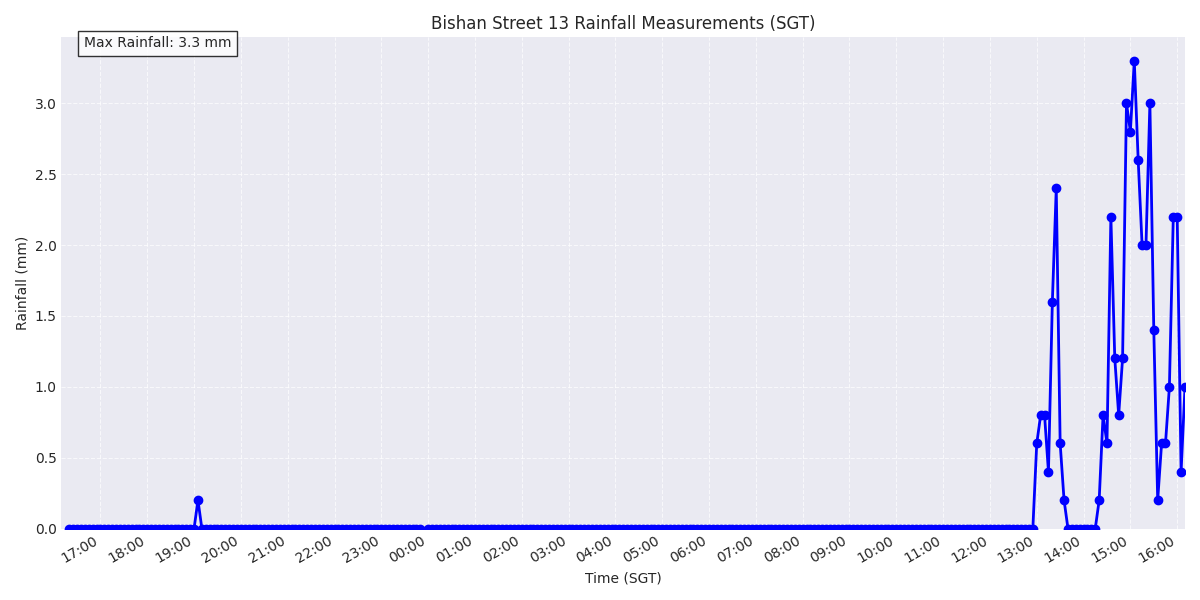 Bishan Street 13 Rainfall Measurements (SGT)
Max Rainfall: 3.3 mm
Rainfall (mm)
3.0
2.5
2.0
1.5
1.0
0.5
0.0
17:00 18:00 19:00 20:00 21:00 22:00 23:00 00:00 01:00 02:00 03:00 04:00 05:00 06:00 07:00 08:00 09:00 10:00 11:00 12:00 13:00 14:00 15:00 16:00
Time (SGT)